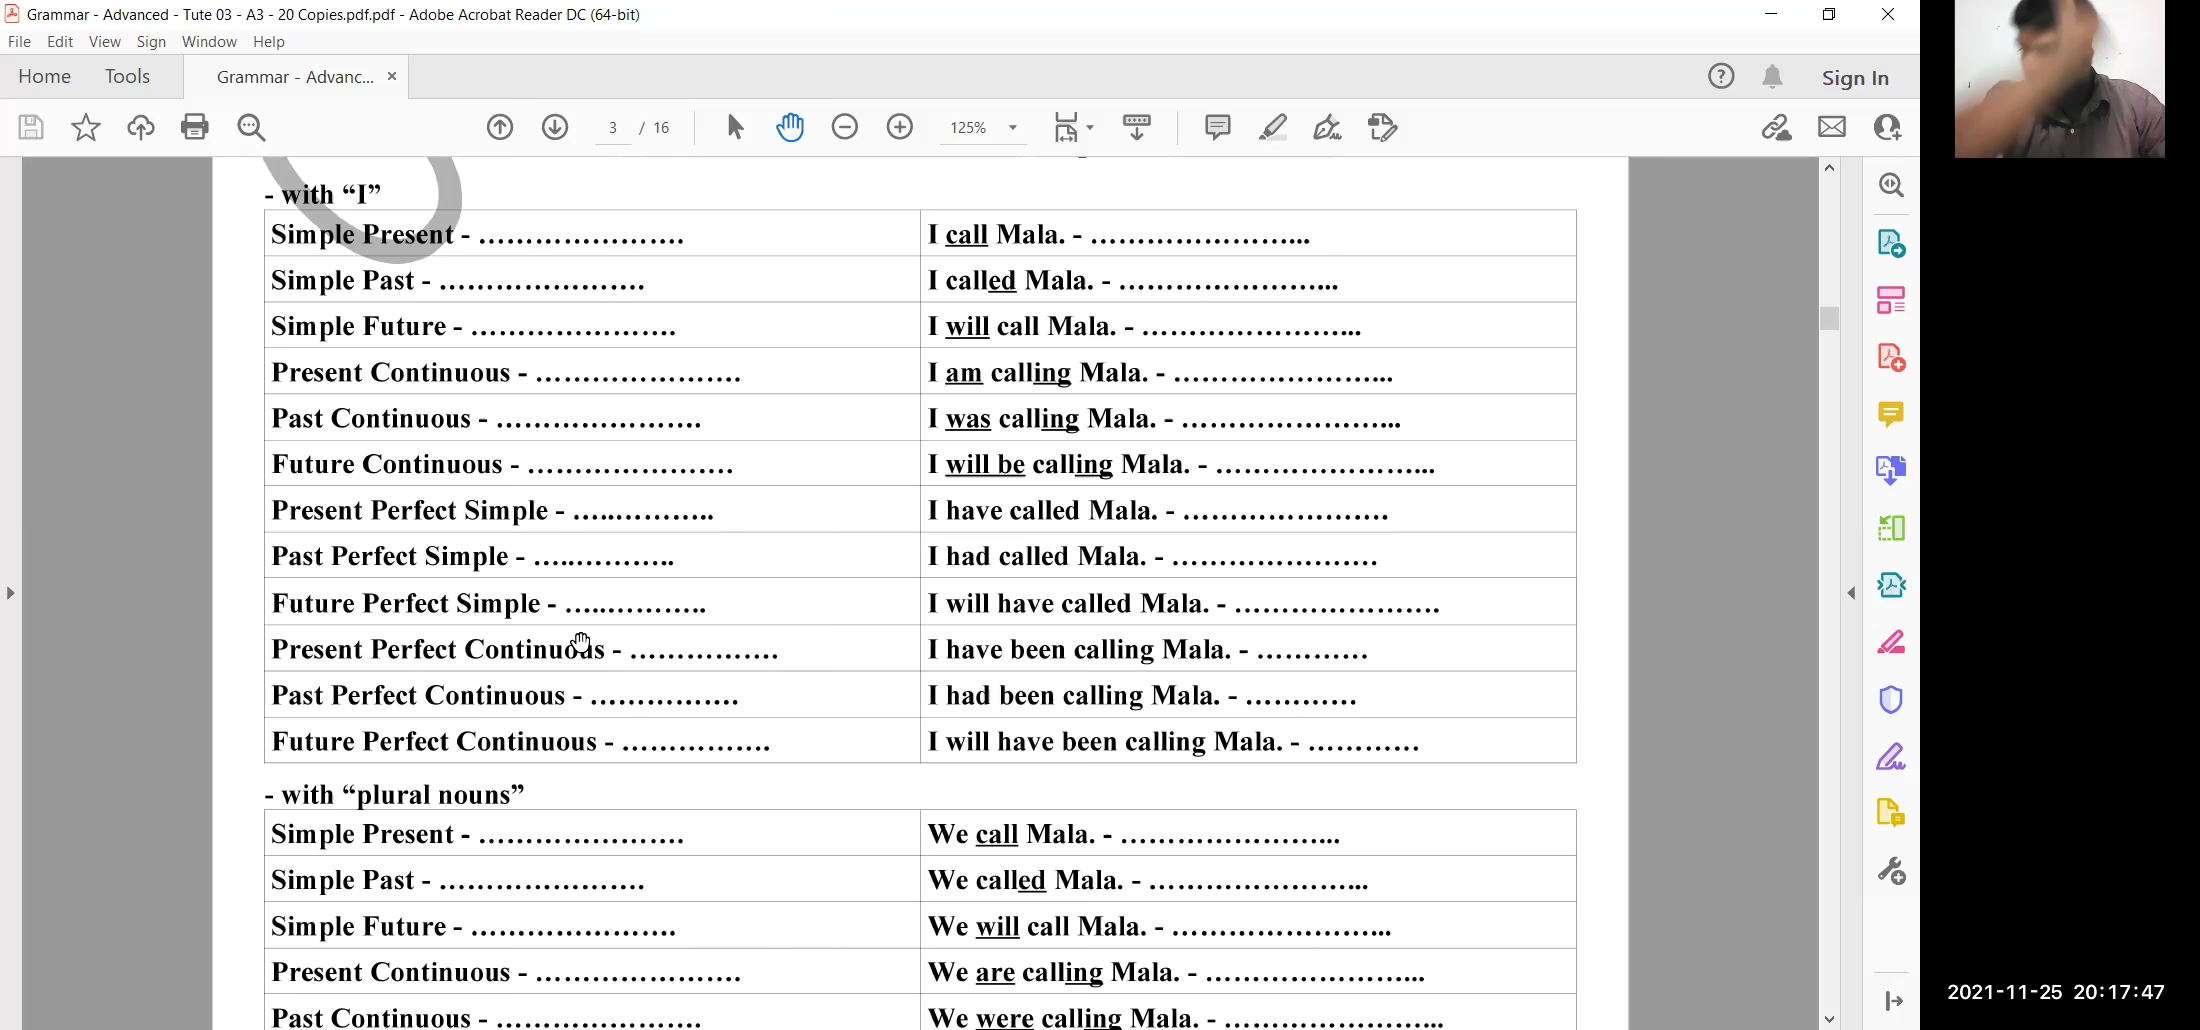 Grammar - Advanced - Tute 03 - A3 - 20 Copies.pdf.pdf - Adobe Acrobat Reader DC (64-bit)
File Edit View Sign Window Help
Home Tools Grammar - Advanc... × Sign In
3 / 16 125%
- with “I”
Simple Present - …………………. I call Mala. - …………………...
Simple Past - …………………. I called Mala. - …………………...
Simple Future - …………………. I will call Mala. - …………………...
Present Continuous - …………………. I am calling Mala. - …………………...
Past Continuous - …………………. I was calling Mala. - …………………...
Future Continuous - …………………. I will be calling Mala. - …………………...
Present Perfect Simple - …..……….. I have called Mala. - ………………….
Past Perfect Simple - …..……….. I had called Mala. - ………………….
Future Perfect Simple - …..……….. I will have called Mala. - ………………….
Present Perfect Continuous - ……………. I have been calling Mala. - …………
Past Perfect Continuous - ……………. I had been calling Mala. - …………
Future Perfect Continuous - ……………. I will have been calling Mala. - …………
- with “plural nouns”
Simple Present - …………………. We call Mala. - …………………...
Simple Past - …………………. We called Mala. - …………………...
Simple Future - …………………. We will call Mala. - …………………...
Present Continuous - …………………. We are calling Mala. - …………………...
Past Continuous - …………………. We were calling Mala. - …………………...
2021-11-25 20:17:47